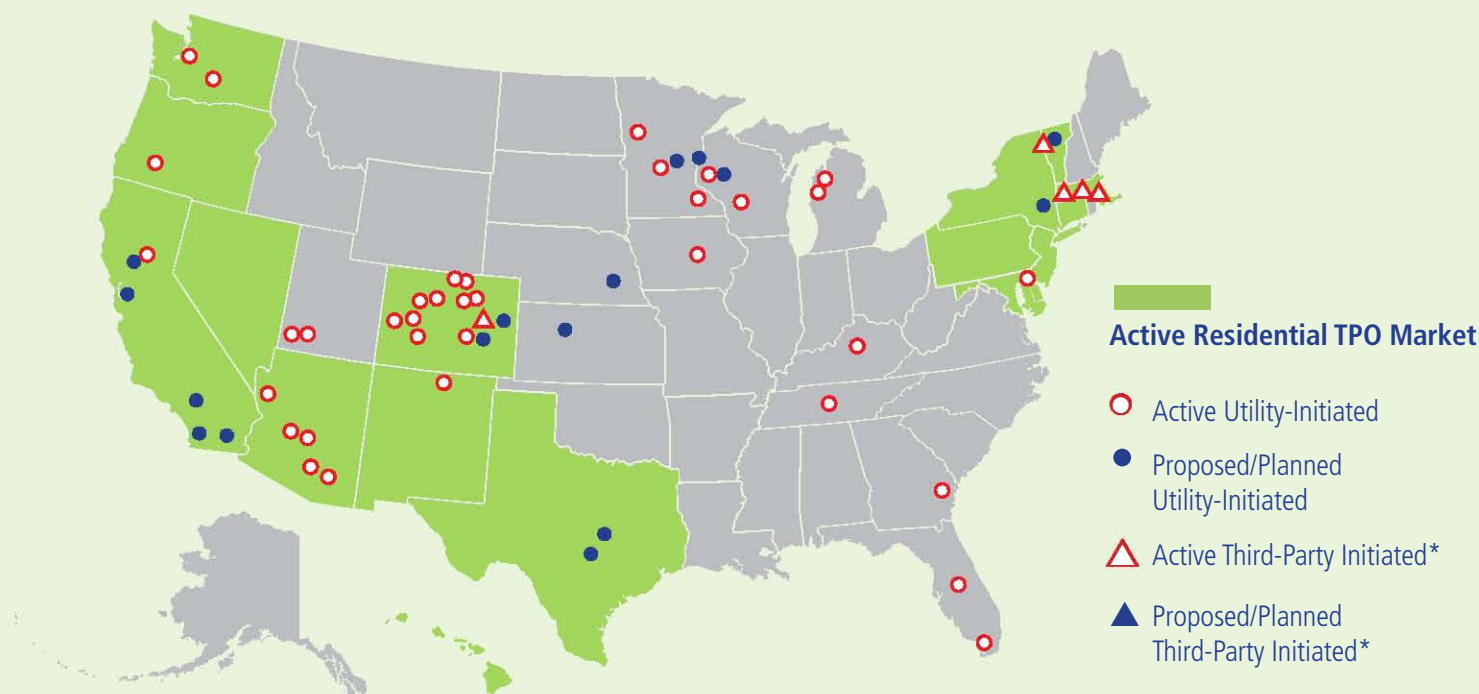 Active Residential TPO Market
Active Utility-Initiated
Proposed/Planned
Utility-Initiated
Active Third-Party Initiated*
Proposed/Planned
Third-Party Initiated*